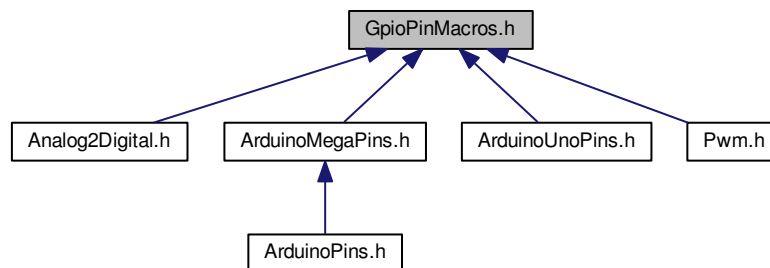 GpioPinMacros.h
Analog2Digital.h
ArduinoMegaPins.h
ArduinoUnoPins.h
Pwm.h
ArduinoPins.h